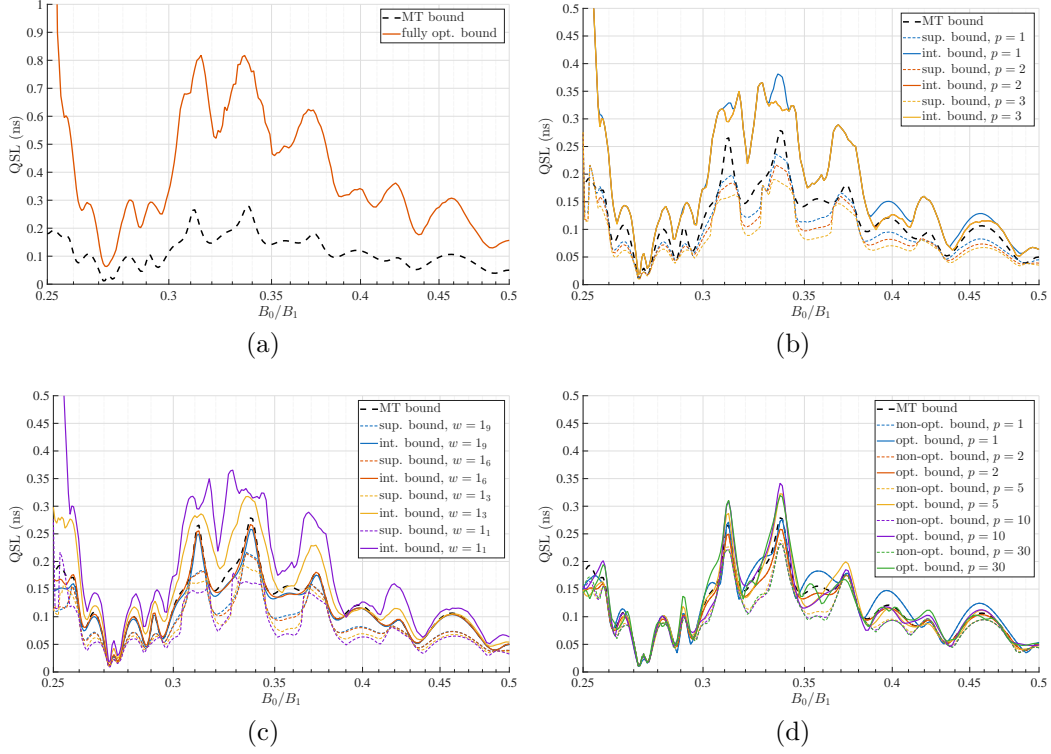 1
0.9
0.8
0.7
0.6
0.5
0.4
0.3
0.2
0.1
0
QSL (ns)
0.25 0.3 0.35 0.4 0.45 0.5
B₀/B₁
MT bound
fully opt. bound
(a)
0.5
0.45
0.4
0.35
0.3
0.25
0.2
0.15
0.1
0.05
0
QSL (ns)
0.25 0.3 0.35 0.4 0.45 0.5
B₀/B₁
MT bound
sup. bound, p = 1
int. bound, p = 1
sup. bound, p = 2
int. bound, p = 2
sup. bound, p = 3
int. bound, p = 3
(b)
0.5
0.45
0.4
0.35
0.3
0.25
0.2
0.15
0.1
0.05
0
QSL (ns)
0.25 0.3 0.35 0.4 0.45 0.5
B₀/B₁
MT bound
sup. bound, w = 1₉
int. bound, w = 1₉
sup. bound, w = 1₆
int. bound, w = 1₆
sup. bound, w = 1₃
int. bound, w = 1₃
sup. bound, w = 1₁
int. bound, w = 1₁
(c)
0.5
0.45
0.4
0.35
0.3
0.25
0.2
0.15
0.1
0.05
0
QSL (ns)
0.25 0.3 0.35 0.4 0.45 0.5
B₀/B₁
MT bound
non-opt. bound, p = 1
opt. bound, p = 1
non-opt. bound, p = 2
opt. bound, p = 2
non-opt. bound, p = 5
opt. bound, p = 5
non-opt. bound, p = 10
opt. bound, p = 10
non-opt. bound, p = 30
opt. bound, p = 30
(d)